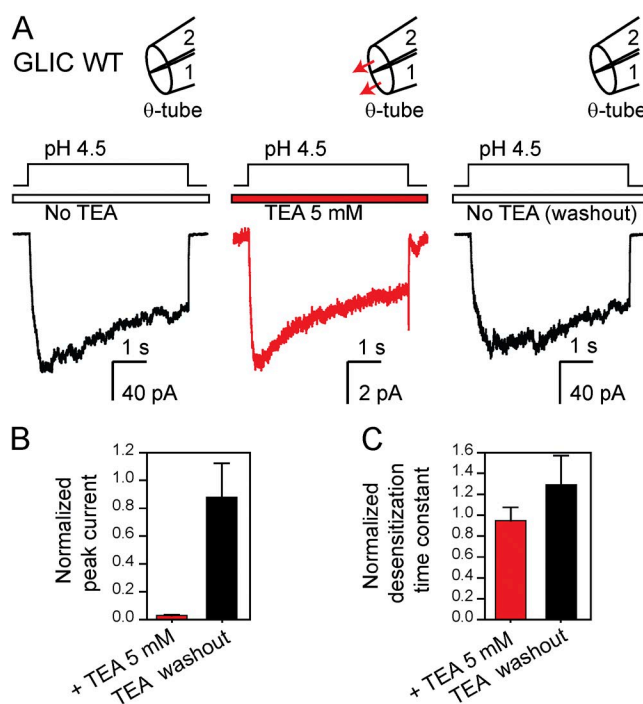 A
GLIC WT
2
1
θ-tube
2
1
θ-tube
2
1
θ-tube
pH 4.5
pH 4.5
pH 4.5
No TEA
TEA 5 mM
No TEA (washout)
1 s
40 pA
1 s
2 pA
1 s
40 pA
B
Normalized
peak current
1.2
1.0
0.8
0.6
0.4
0.2
0.0
+ TEA 5 mM
TEA washout
C
Normalized
desensitization
time constant
1.6
1.4
1.2
1.0
0.8
0.6
0.4
0.2
0.0
+ TEA 5 mM
TEA washout